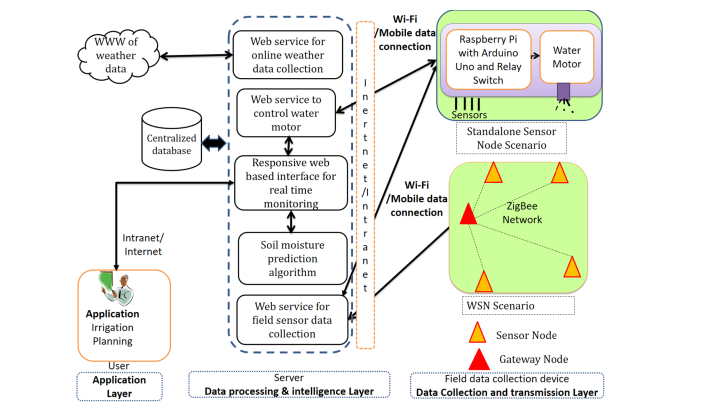 WWW of
weather
data
Centralized
database
Intranet/
Internet
Application
Irrigation
Planning
User
Application
Layer
Web service for
online weather
data collection
Web service to
control water
motor
Responsive web
based interface for
real time
monitoring
Soil moisture
prediction
algorithm
Web service for
field sensor data
collection
Server
Data processing & intelligence Layer
Inertnet/Intranet
Wi-Fi
/Mobile data
connection
Wi-Fi
/Mobile data
connection
Raspberry Pi
with Arduino
Uno and Relay
Switch
Water
Motor
Sensors
Standalone Sensor
Node Scenario
ZigBee
Network
WSN Scenario
Sensor Node
Gateway Node
Field data collection device
Data Collection and transmission Layer